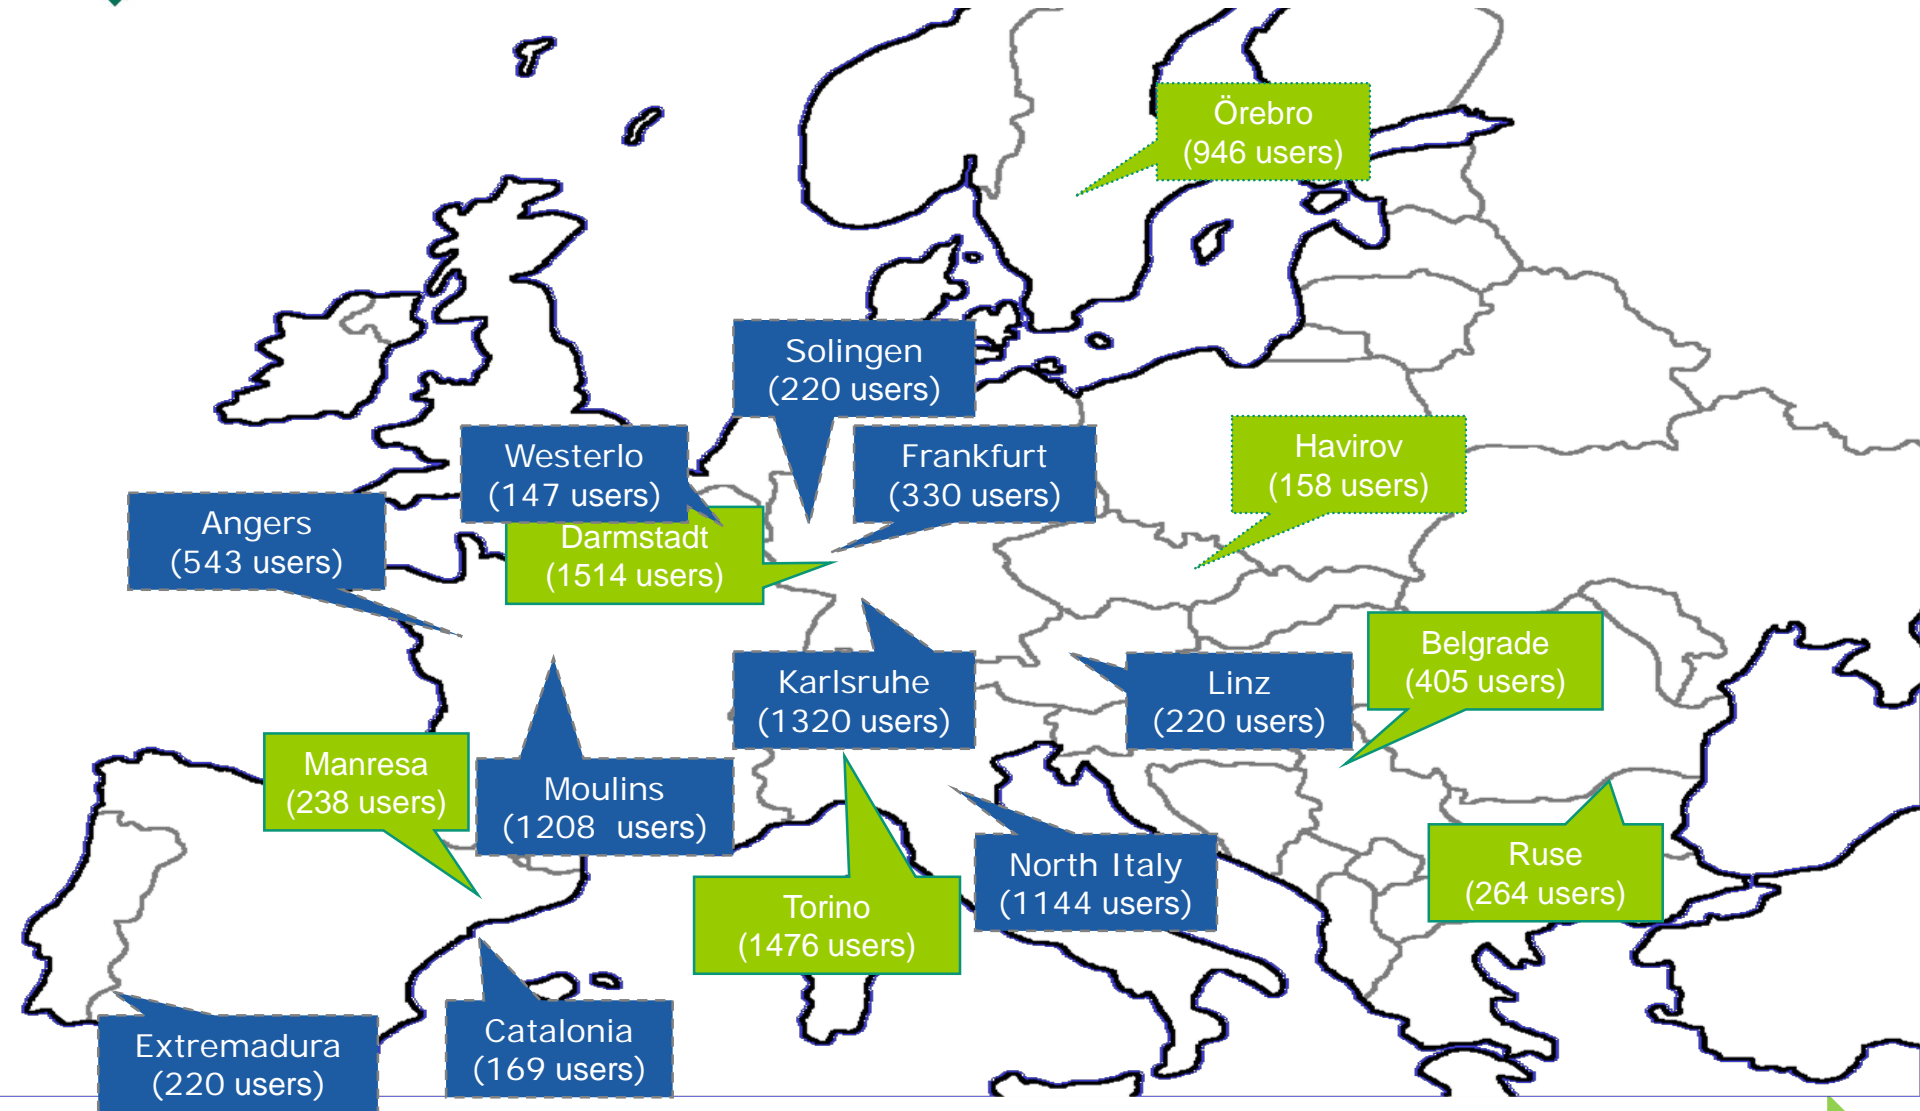 Örebro
(946 users)
Solingen
(220 users)
Westerlo
(147 users)
Frankfurt
(330 users)
Havirov
(158 users)
Angers
(543 users)
Darmstadt
(1514 users)
Belgrade
(405 users)
Karlsruhe
(1320 users)
Linz
(220 users)
Manresa
(238 users)
Moulins
(1208  users)
North Italy
(1144 users)
Ruse
(264 users)
Torino
(1476 users)
Catalonia
(169 users)
Extremadura
(220 users)